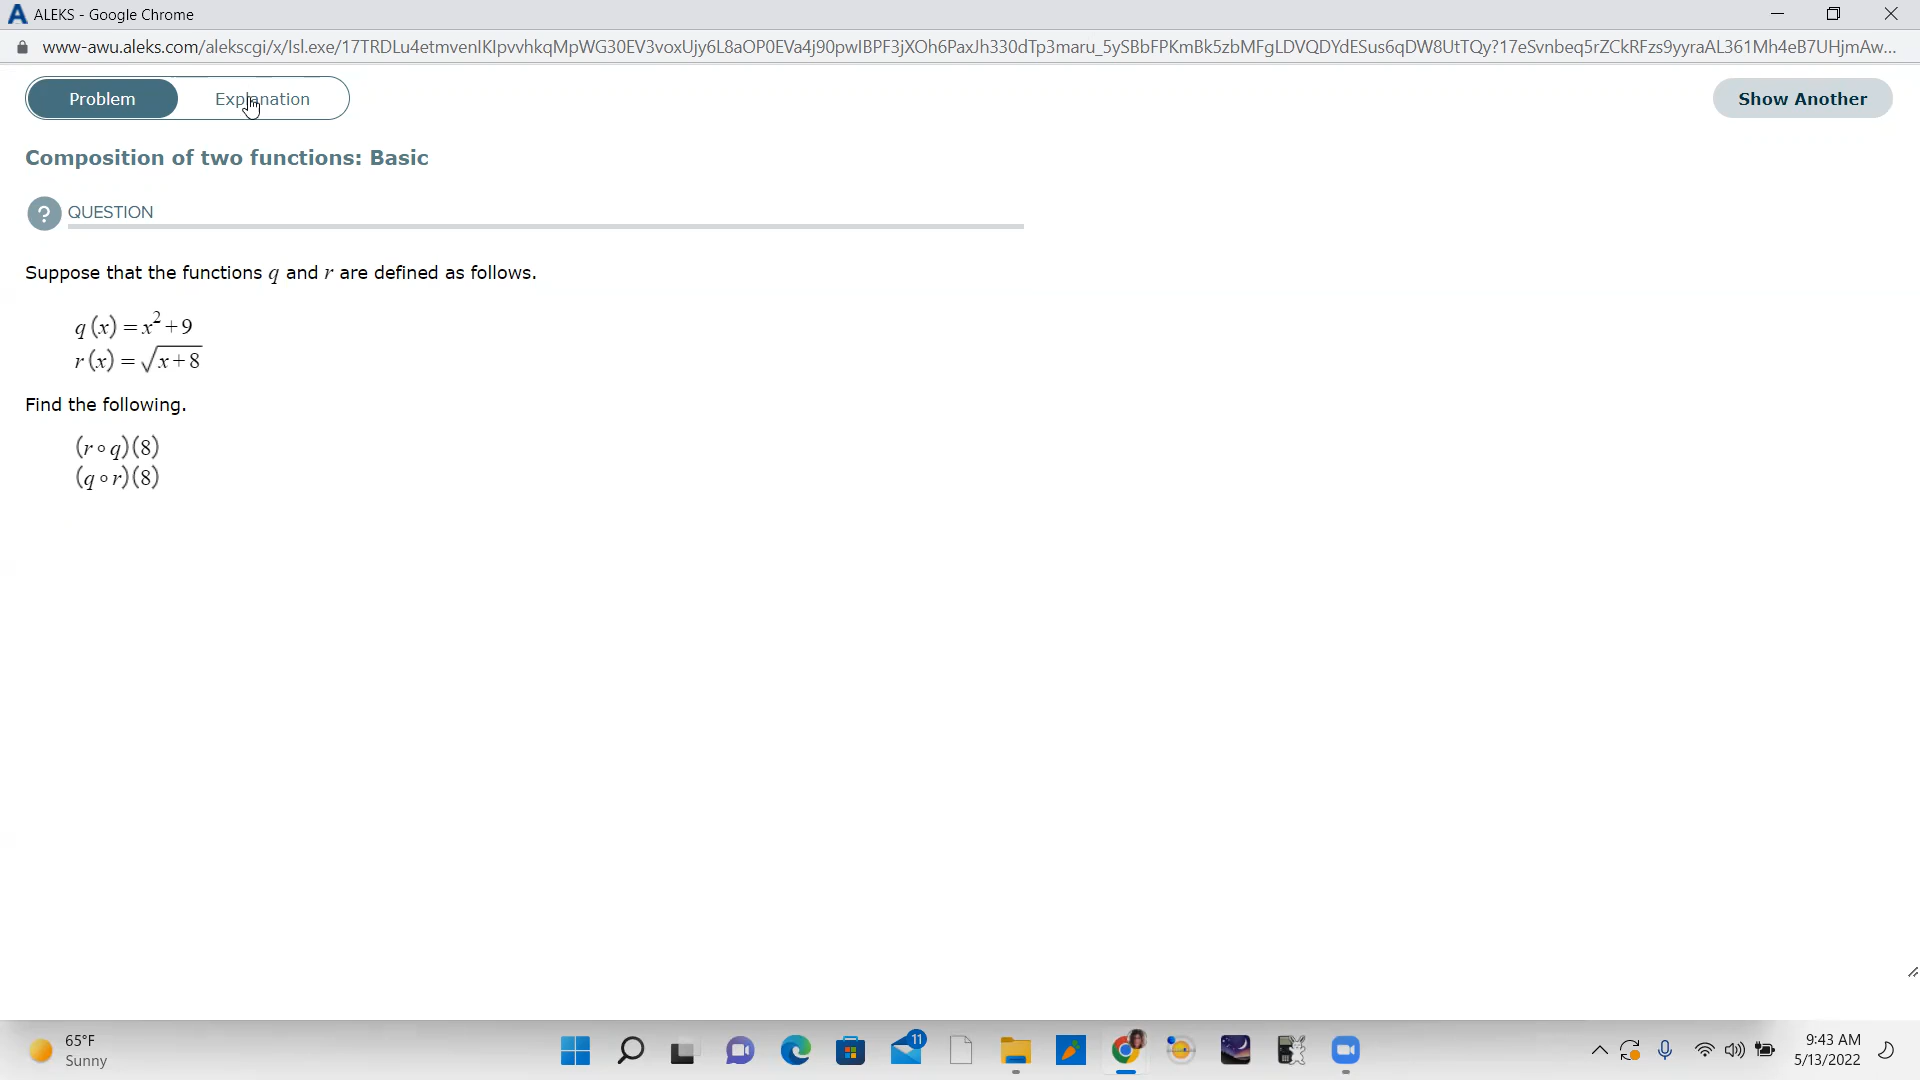 ALEKS - Google Chrome
www-awu.aleks.com/alekscgi/x/Isl.exe/17TRDLu4etmvenIKIpvvhkqMpWG30EV3voxUjy6L8aOP0EVa4j90pwIBPF3jXOh6PaxJh330dTp3maru_5ySBbFPKmBk5zbMFgLDVQDYdESus6qDW8UtTQy?17eSvnbeq5rZCkRFzs9yyraAL361Mh4eB7UHjmAw...
Problem Explanation Show Another
Composition of two functions: Basic
? QUESTION
Suppose that the functions q and r are defined as follows.
q (x) = x² + 9
r (x) = √x + 8
Find the following.
(r ∘ q)(8)
(q ∘ r)(8)
65°F
Sunny
11
9:43 AM
5/13/2022